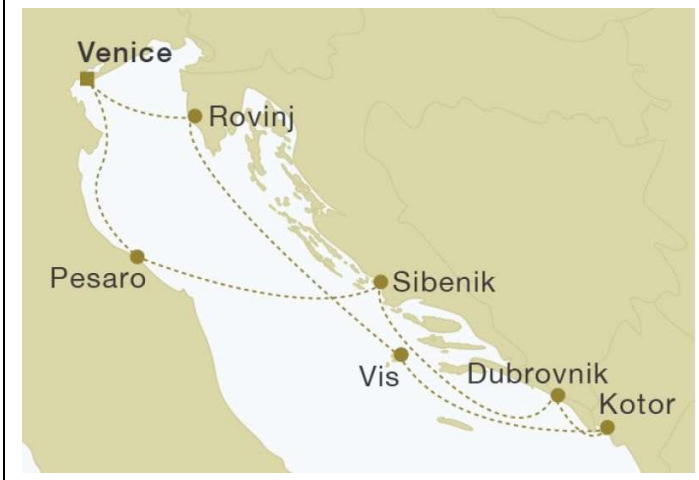 Venice
Rovinj
Pesaro
Sibenik
Vis
Dubrovnik
Kotor